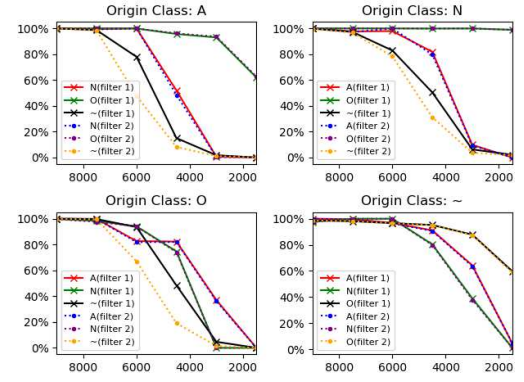 Origin Class: A
100%
80%
60%
40%
20%
0%
N(filter 1)
O(filter 1)
~(filter 1)
N(filter 2)
O(filter 2)
~(filter 2)
8000 6000 4000 2000
Origin Class: N
100%
80%
60%
40%
20%
0%
A(filter 1)
O(filter 1)
~(filter 1)
A(filter 2)
O(filter 2)
~(filter 2)
8000 6000 4000 2000
Origin Class: O
100%
80%
60%
40%
20%
0%
A(filter 1)
N(filter 1)
~(filter 1)
A(filter 2)
N(filter 2)
~(filter 2)
8000 6000 4000 2000
Origin Class: ~
100%
80%
60%
40%
20%
0%
A(filter 1)
N(filter 1)
O(filter 1)
A(filter 2)
N(filter 2)
O(filter 2)
8000 6000 4000 2000